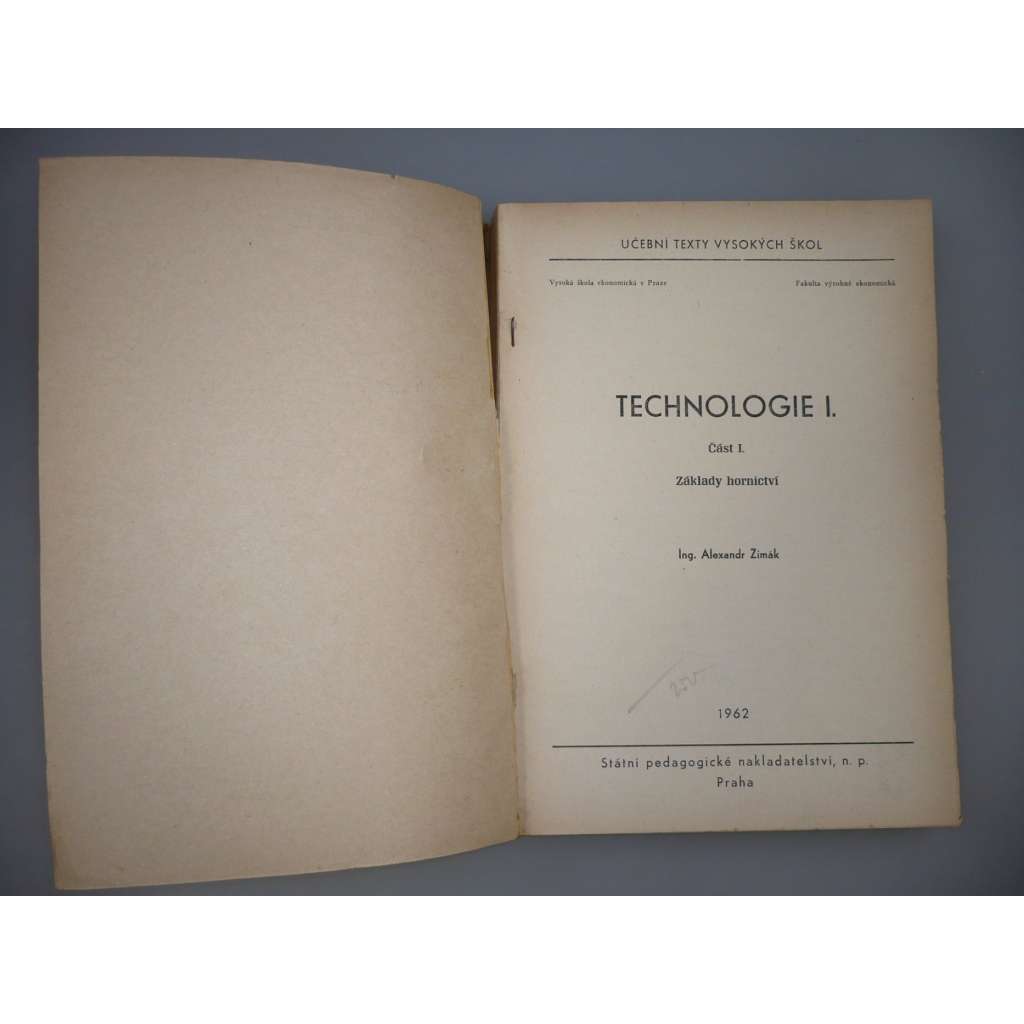 UČEBNÍ TEXTY VYSOKÝCH ŠKOL
Vysoká škola ekonomická v Praze
Fakulta výrobně ekonomická
TECHNOLOGIE I.
Část I.
Základy hornictví
Ing. Alexandr Zimák
1962
Státní pedagogické nakladatelství, n. p.
Praha